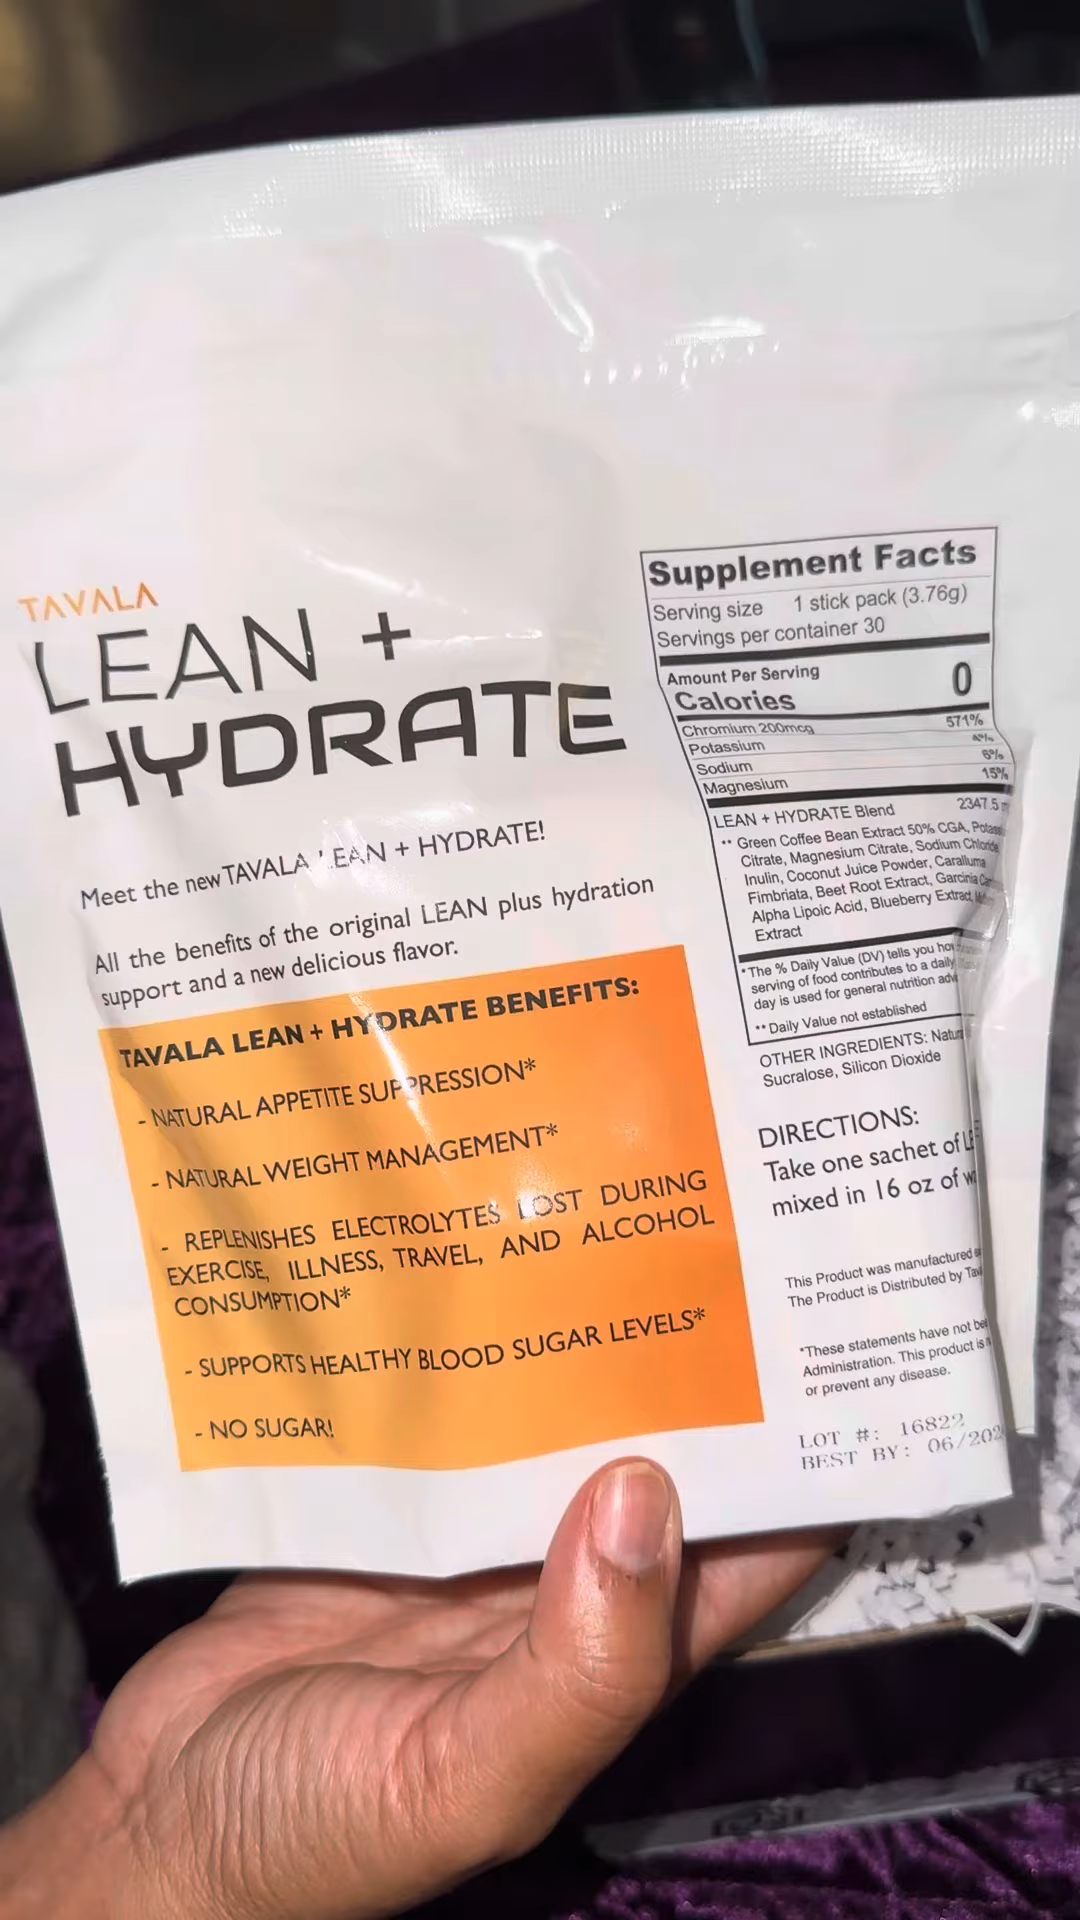 TAVALA
LEAN +
HYDRATE
Meet the new TAVALA LEAN + HYDRATE!
All the benefits of the original LEAN plus hydration
support and a new delicious flavor.
TAVALA LEAN + HYDRATE BENEFITS:
- NATURAL APPETITE SUPPRESSION*
- NATURAL WEIGHT MANAGEMENT*
- REPLENISHES ELECTROLYTES LOST DURING
EXERCISE, ILLNESS, TRAVEL, AND ALCOHOL
CONSUMPTION*
- SUPPORTS HEALTHY BLOOD SUGAR LEVELS*
- NO SUGAR!
Supplement Facts
Serving size 1 stick pack (3.76g)
Servings per container 30
Amount Per Serving
Calories 0
Chromium 200mcg 571%
Potassium 4%
Sodium 6%
Magnesium 15%
LEAN + HYDRATE Blend 2347.5
** Green Coffee Bean Extract 50% CGA,
Citrate, Magnesium Citrate, Sodium Chloride
Inulin, Coconut Juice Powder, Caralluma
Fimbriata, Beet Root Extract, Garcinia
Alpha Lipoic Acid, Blueberry Extract,
Extract
*The % Daily Value (DV) tells you
serving of food contributes to a daily
day is used for general nutrition
** Daily Value not established
OTHER INGREDIENTS:
Sucralose, Silicon Dioxide
DIRECTIONS:
Take one sachet of
mixed in 16 oz of
This Product was manufactured
The Product is Distributed by
*These statements have not
Administration. This product is
or prevent any disease.
LOT #: 16822
BEST BY: 06/202